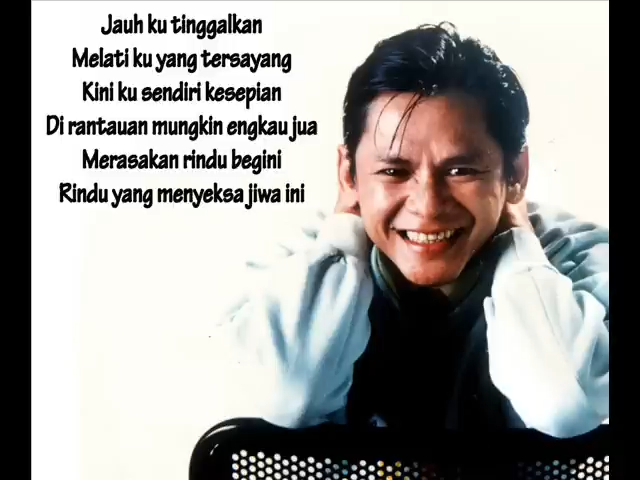 Jauh ku tinggalkan
Melati ku yang tersayang
Kini ku sendiri kesepian
Di rantauan mungkin engkau jua
Merasakan rindu begini
Rindu yang menyeksa jiwa ini